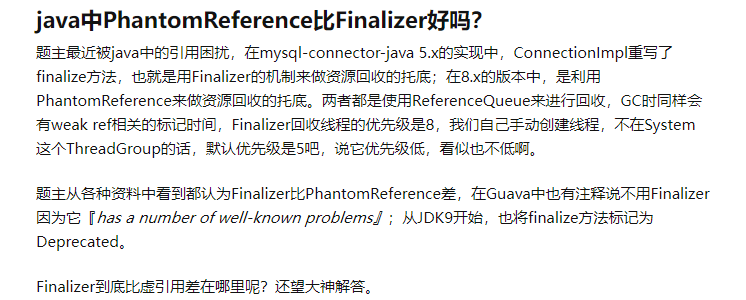 java中PhantomReference比Finalizer好吗？
题主最近被java中的引用困扰，在mysql-connector-java 5.x的实现中，ConnectionImpl重写了
finalize方法，也就是用Finalizer的机制来做资源回收的托底；在8.x的版本中，是利用
PhantomReference来做资源回收的托底。两者都是使用ReferenceQueue来进行回收，GC时同样会
有weak ref相关的标记时间，Finalizer回收线程的优先级是8，我们自己手动创建线程，不在System
这个ThreadGroup的话，默认优先级是5吧，说它优先级低，看似也不低啊。
题主从各种资料中看到都认为Finalizer比PhantomReference差，在Guava中也有注释说不用Finalizer
因为它『has a number of well-known problems』；从JDK9开始，也将finalize方法标记为
Deprecated。
Finalizer到底比虚引用差在哪里呢？还望大神解答。